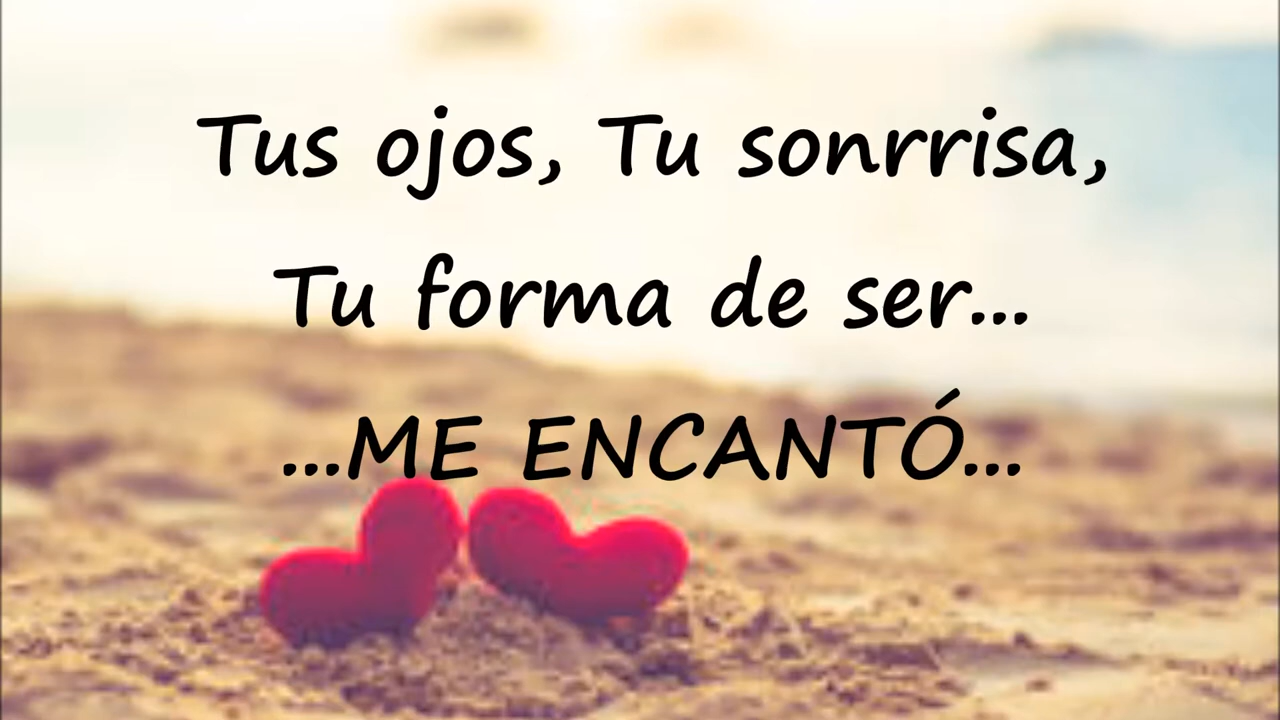 Tus ojos, Tu sonrrisa,
Tu forma de ser...
...ME ENCANTÓ...